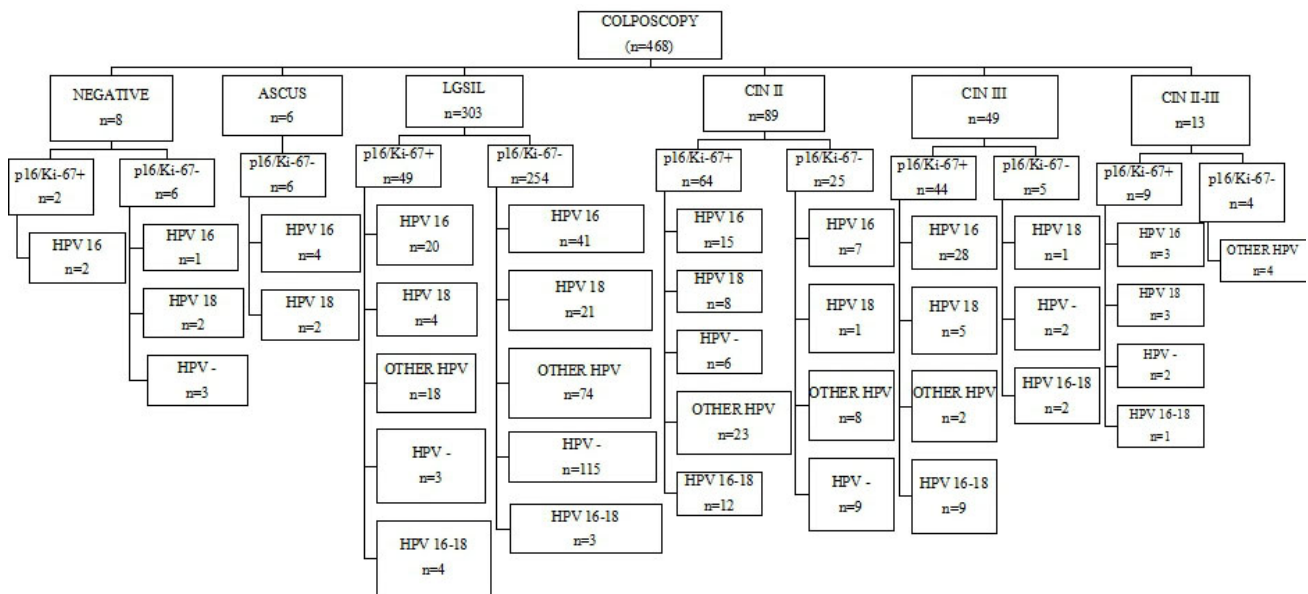 COLPOSCOPY
(n=468)
NEGATIVE
n=8
p16/Ki-67+
n=2
HPV 16
n=2
p16/Ki-67-
n=6
HPV 16
n=1
HPV 18
n=2
HPV -
n=3
ASCUS
n=6
p16/Ki-67-
n=6
HPV 16
n=4
HPV 18
n=2
LGSIL
n=303
p16/Ki-67+
n=49
HPV 16
n=20
HPV 18
n=4
OTHER HPV
n=18
HPV -
n=3
HPV 16-18
n=4
p16/Ki-67-
n=254
HPV 16
n=41
HPV 18
n=21
OTHER HPV
n=74
HPV -
n=115
HPV 16-18
n=3
CIN II
n=89
p16/Ki-67+
n=64
HPV 16
n=15
HPV 18
n=8
HPV -
n=6
OTHER HPV
n=23
HPV 16-18
n=12
p16/Ki-67-
n=25
HPV 16
n=7
HPV 18
n=1
OTHER HPV
n=8
HPV -
n=9
CIN III
n=49
p16/Ki-67+
n=44
HPV 16
n=28
HPV 18
n=5
OTHER HPV
n=2
HPV 16-18
n=9
p16/Ki-67-
n=5
HPV 18
n=1
HPV -
n=2
HPV 16-18
n=2
CIN II-III
n=13
p16/Ki-67+
n=9
HPV 16
n=3
HPV 18
n=3
HPV -
n=2
HPV 16-18
n=1
p16/Ki-67-
n=4
OTHER HPV
n=4